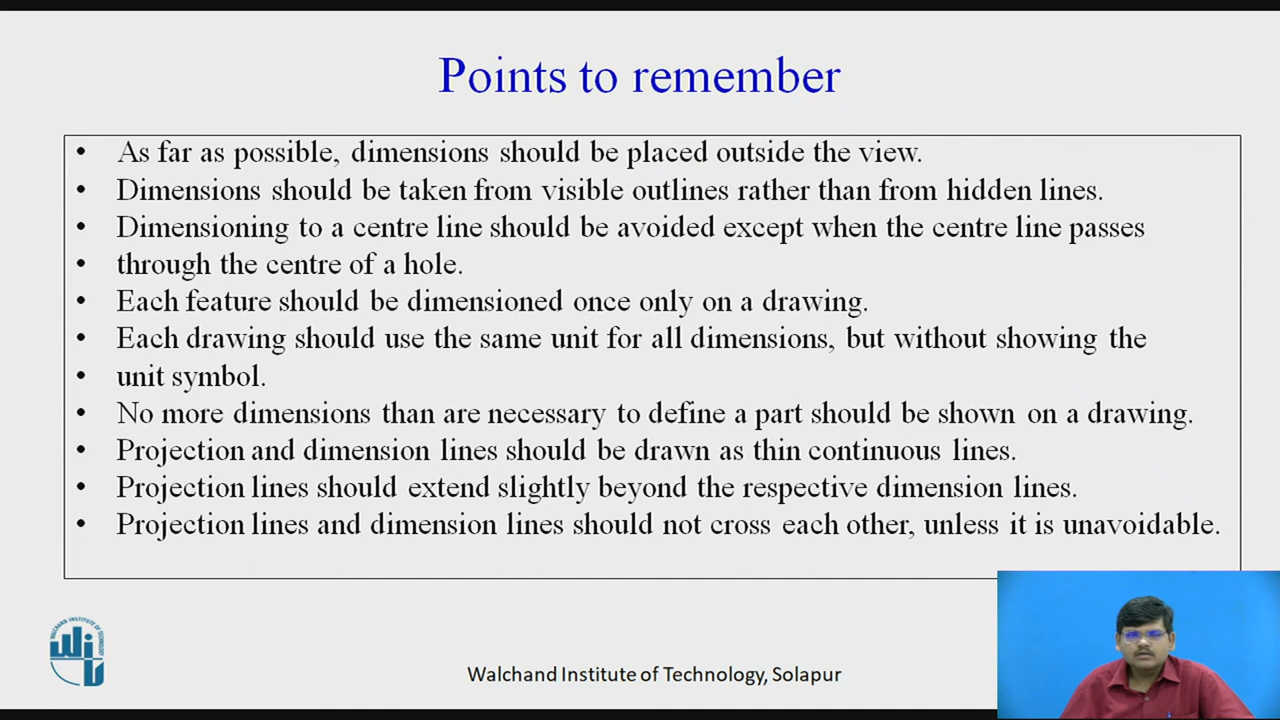 Points to remember
• As far as possible, dimensions should be placed outside the view.
• Dimensions should be taken from visible outlines rather than from hidden lines.
• Dimensioning to a centre line should be avoided except when the centre line passes
• through the centre of a hole.
• Each feature should be dimensioned once only on a drawing.
• Each drawing should use the same unit for all dimensions, but without showing the
• unit symbol.
• No more dimensions than are necessary to define a part should be shown on a drawing.
• Projection and dimension lines should be drawn as thin continuous lines.
• Projection lines should extend slightly beyond the respective dimension lines.
• Projection lines and dimension lines should not cross each other, unless it is unavoidable.
WALCHAND INSTITUTE OF TECHNOLOGY
WIT
Walchand Institute of Technology, Solapur